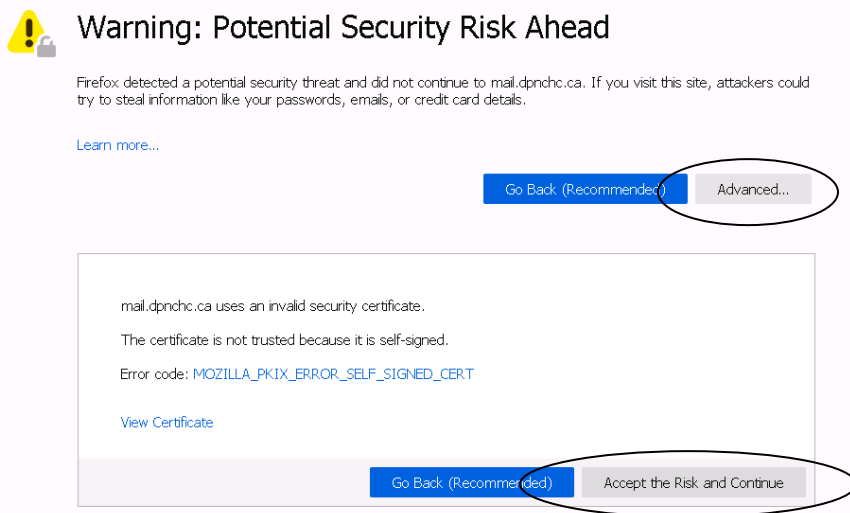 Warning: Potential Security Risk Ahead
Firefox detected a potential security threat and did not continue to mail.dpnchc.ca. If you visit this site, attackers could
try to steal information like your passwords, emails, or credit card details.
Learn more...
Go Back (Recommended) Advanced...
mail.dpnchc.ca uses an invalid security certificate.
The certificate is not trusted because it is self-signed.
Error code: MOZILLA_PKIX_ERROR_SELF_SIGNED_CERT
View Certificate
Go Back (Recommended) Accept the Risk and Continue